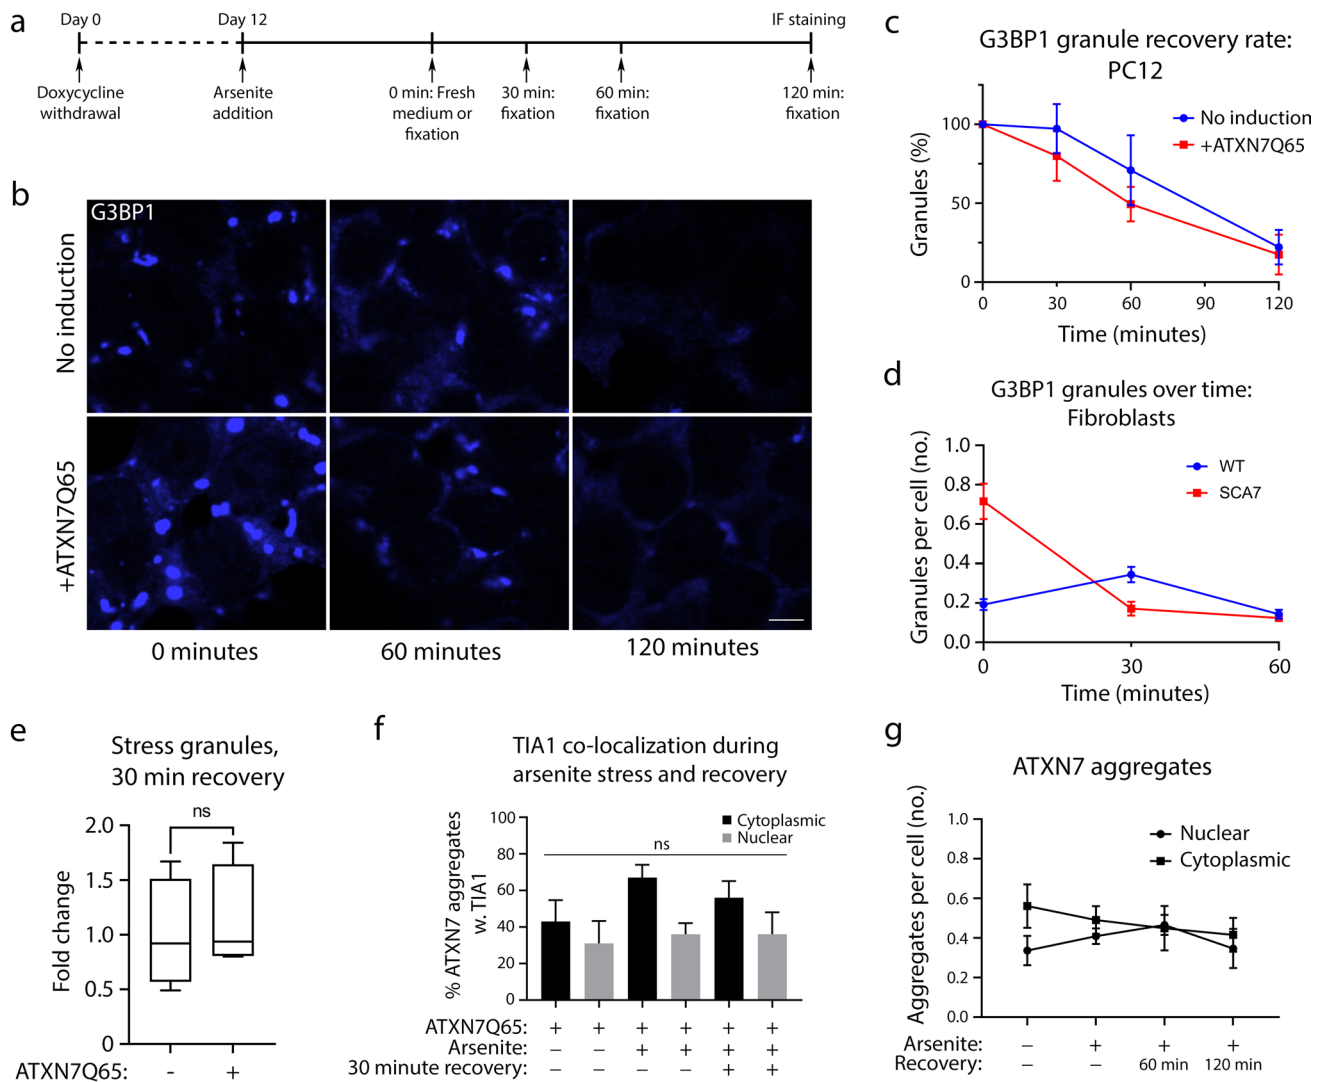 a
Day 0
Day 12
IF staining
Doxycycline
withdrawal
Arsenite
addition
0 min: Fresh
medium or
fixation
30 min:
fixation
60 min:
fixation
120 min:
fixation
b
G3BP1
No induction
+ATXN7Q65
0 minutes
60 minutes
120 minutes
c
G3BP1 granule recovery rate:
PC12
Granules (%)
100
50
0
0 30 60 90 120
Time (minutes)
No induction
+ATXN7Q65
d
G3BP1 granules over time:
Fibroblasts
Granules per cell (no.)
1.0
0.8
0.6
0.4
0.2
0.0
0 30 60
Time (minutes)
WT
SCA7
e
Stress granules,
30 min recovery
ns
Fold change
2.0
1.5
1.0
0.5
0
ATXN7Q65: - +
f
TIA1 co-localization during
arsenite stress and recovery
% ATXN7 aggregates
w. TIA1
100
80
60
40
20
0
Cytoplasmic
Nuclear
ns
ATXN7Q65: + + + + + +
Arsenite: − − + + + +
30 minute recovery: − − − − + +
g
ATXN7 aggregates
Aggregates per cell (no.)
1.0
0.8
0.6
0.4
0.2
0.0
Nuclear
Cytoplasmic
Arsenite: − + + +
Recovery: − − 60 min 120 min